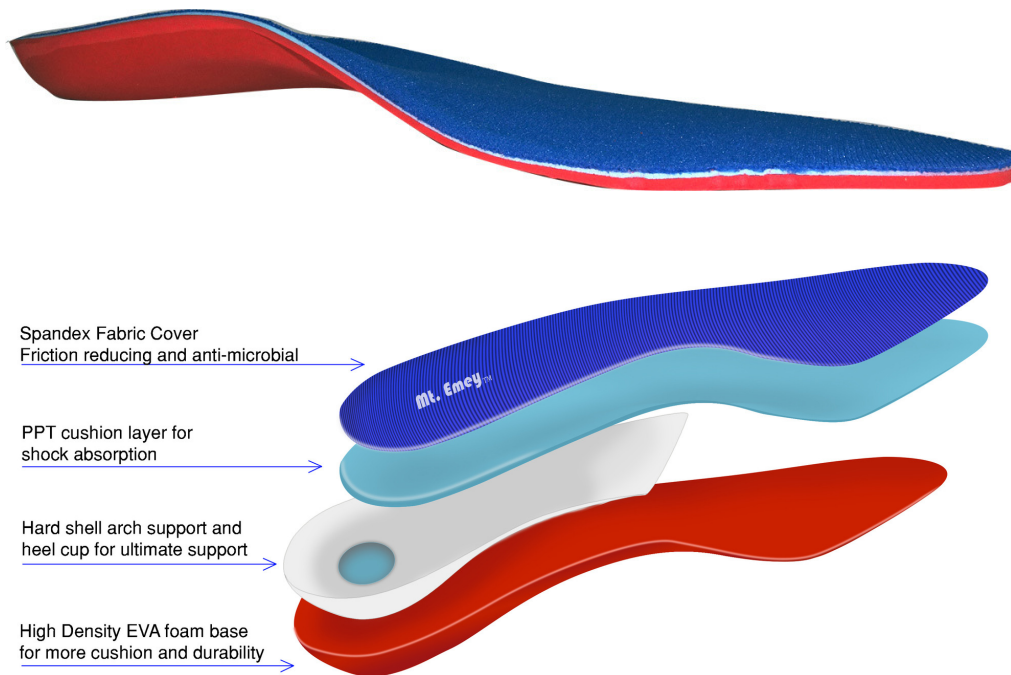 Spandex Fabric Cover
Friction reducing and anti-microbial
Mt. Emey™
PPT cushion layer for
shock absorption
Hard shell arch support and
heel cup for ultimate support
High Density EVA foam base
for more cushion and durability